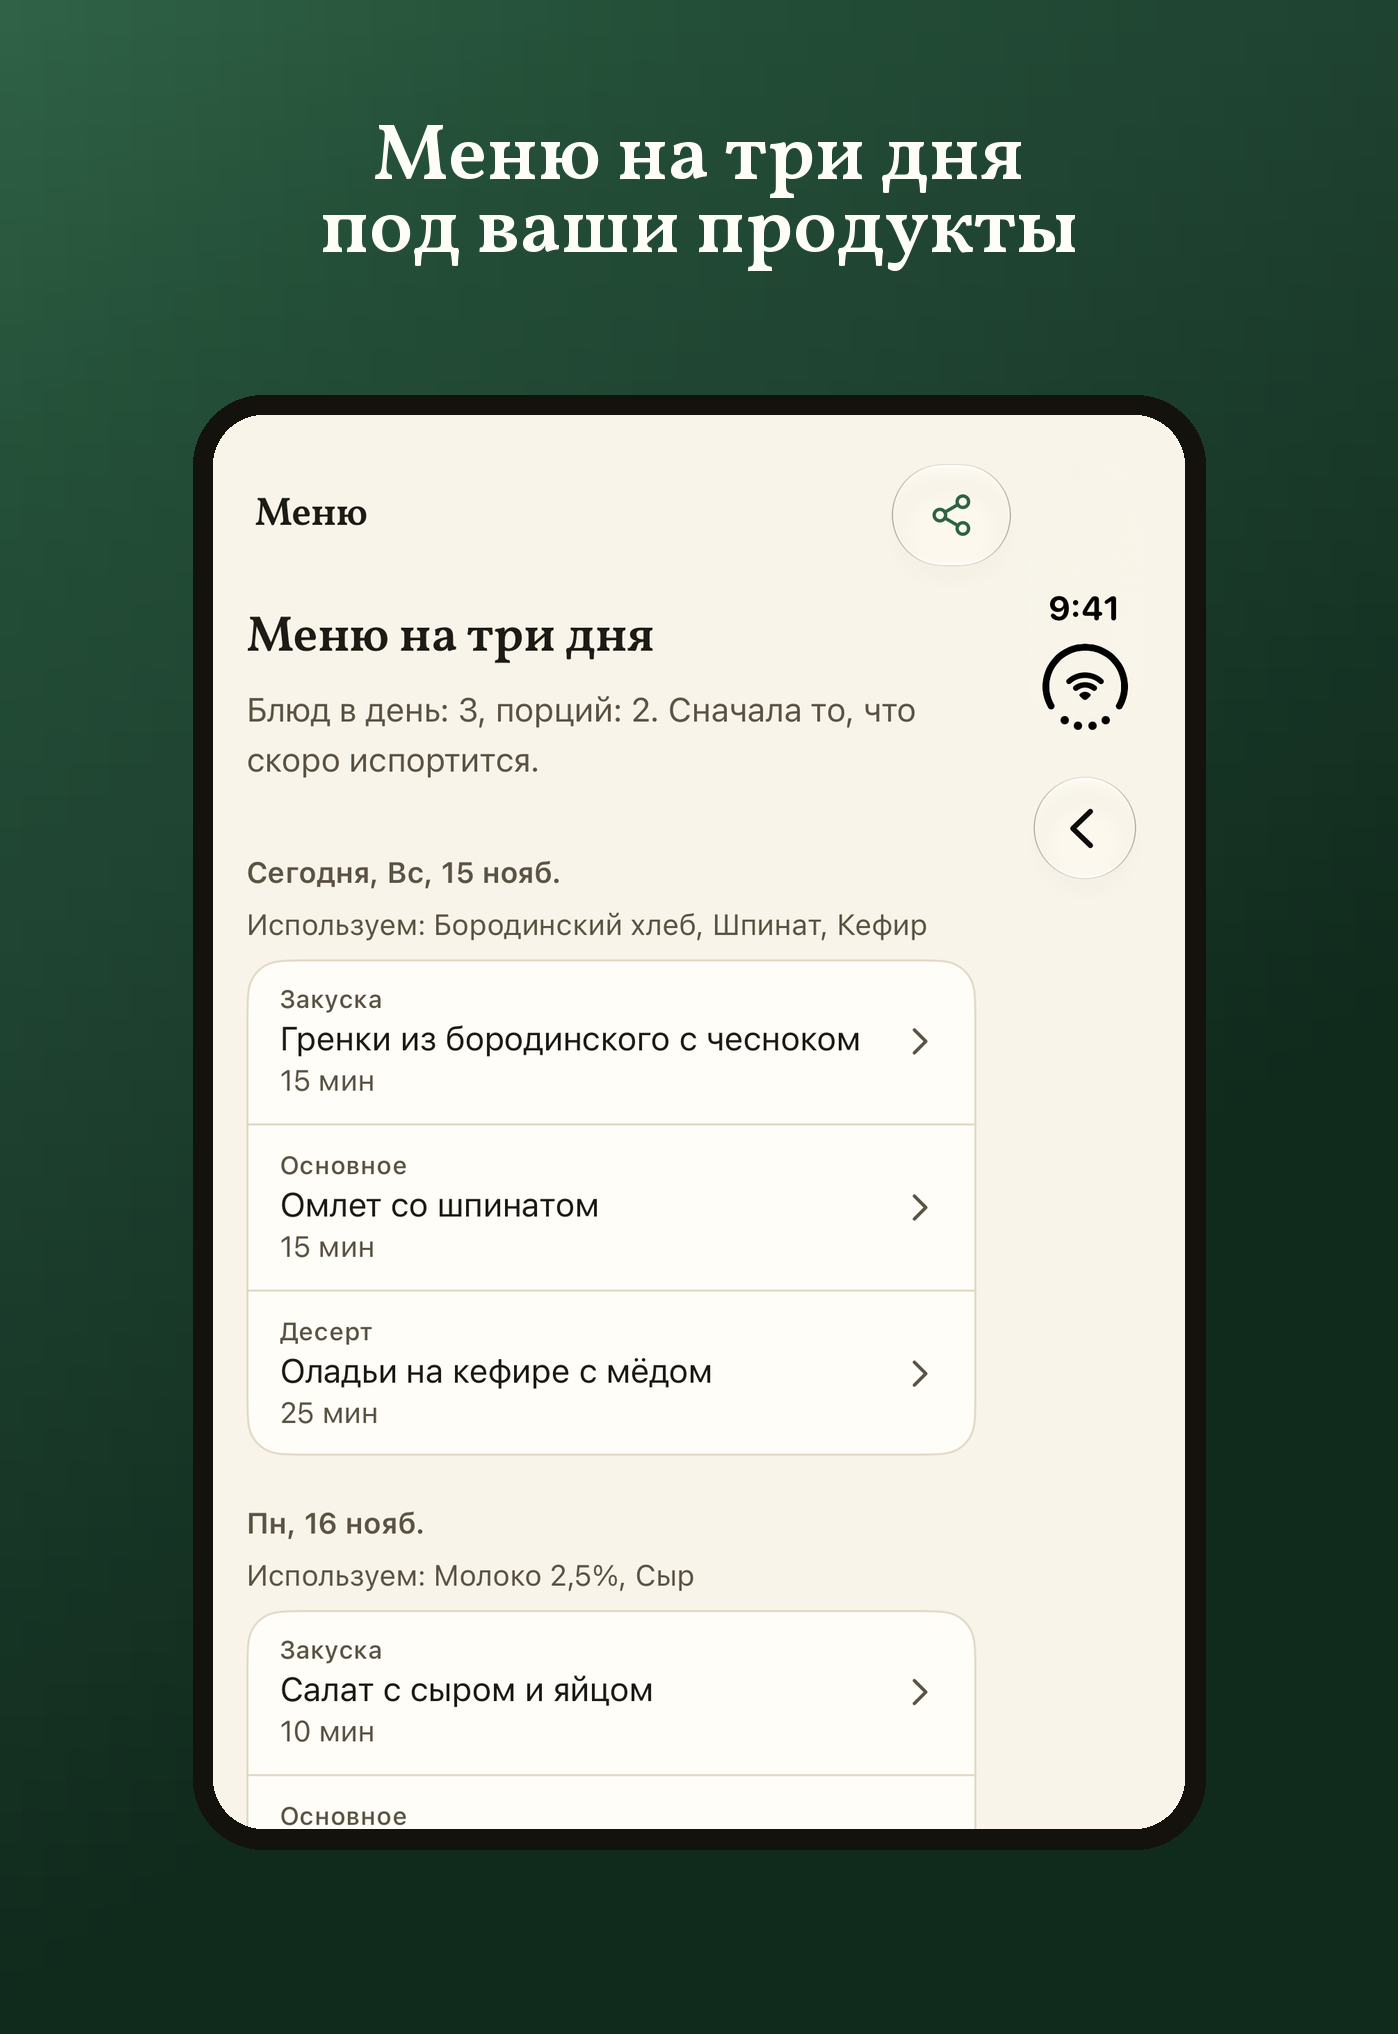 Меню на три дня
под ваши продукты
Меню
9:41
Меню на три дня
Блюд в день: 3, порций: 2. Сначала то, что
скоро испортится.
Сегодня, Вс, 15 нояб.
Используем: Бородинский хлеб, Шпинат, Кефир
Закуска
Гренки из бородинского с чесноком
15 мин
Основное
Омлет со шпинатом
15 мин
Десерт
Оладьи на кефире с мёдом
25 мин
Пн, 16 нояб.
Используем: Молоко 2,5%, Сыр
Закуска
Салат с сыром и яйцом
10 мин
Основное